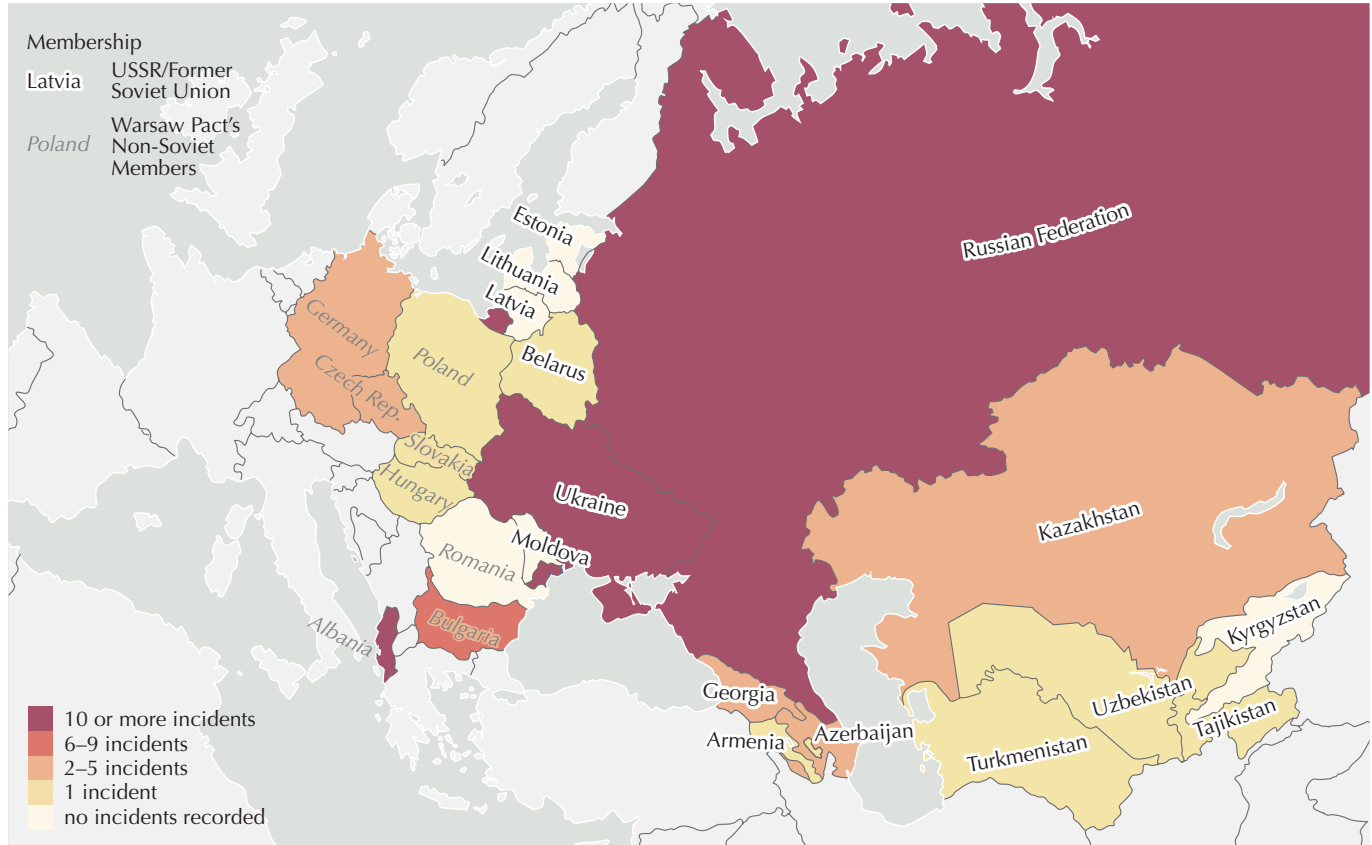 Membership
Latvia
USSR/Former
Soviet Union
Poland
Warsaw Pact's
Non-Soviet
Members
Estonia
Lithuania
Latvia
Russian Federation
Germany
Poland
Belarus
Czech Rep.
Slovakia
Hungary
Ukraine
Kazakhstan
Moldova
Romania
Albania
Bulgaria
Kyrgyzstan
Georgia
Uzbekistan
Tajikistan
Armenia
Azerbaijan
Turkmenistan
10 or more incidents
6–9 incidents
2–5 incidents
1 incident
no incidents recorded